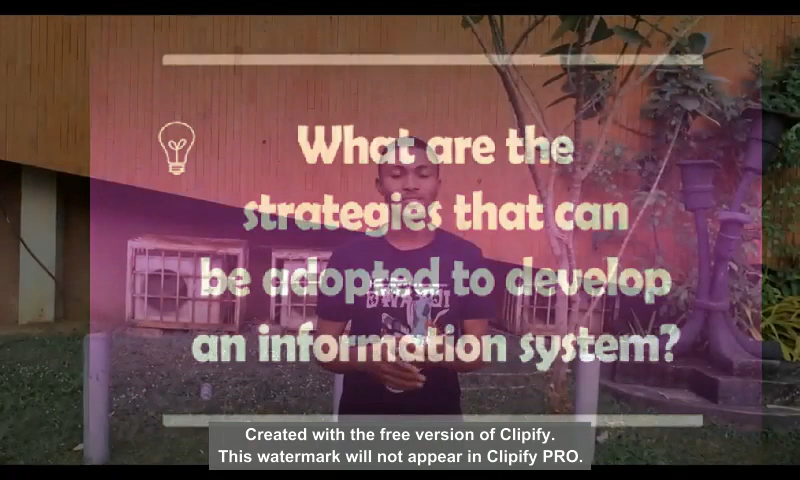 What are the
strategies that can
be adopted to develop
an information system?
Created with the free version of Clipify.
This watermark will not appear in Clipify PRO.